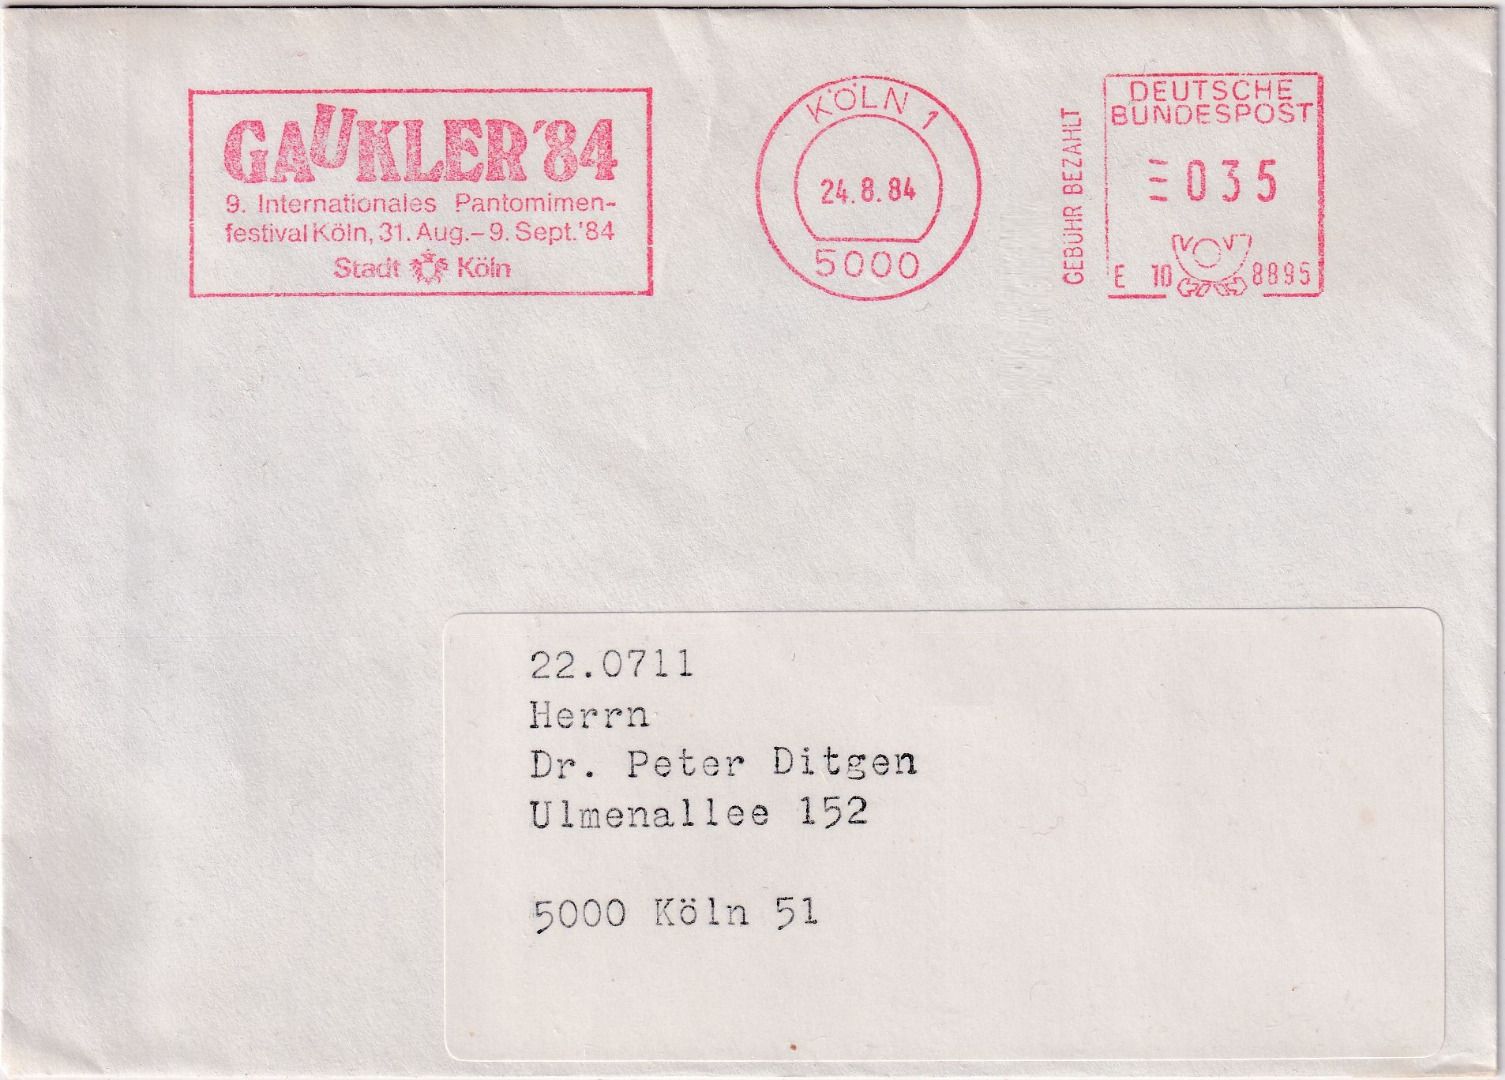 GAUKLER '84
9. Internationales Pantomimen-
festival Köln, 31. Aug. – 9. Sept. '84
Stadt Köln
KÖLN 1
24.8.84
5000
GEBÜHR BEZAHLT
DEUTSCHE
BUNDESPOST
035
E 10 8895
22.0711
Herrn
Dr. Peter Ditgen
Ulmenallee 152
5000 Köln 51